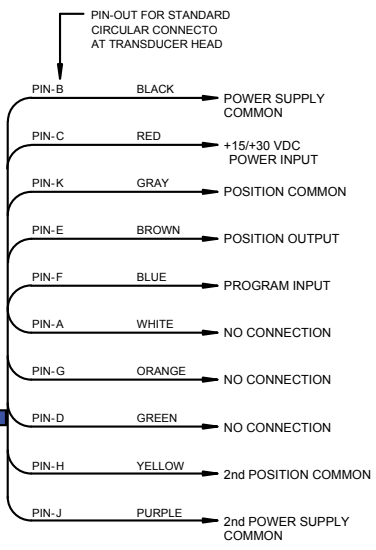 PIN-OUT FOR STANDARD
CIRCULAR CONNECTO
AT TRANSDUCER HEAD
PIN-B BLACK POWER SUPPLY
COMMON
PIN-C RED +15/+30 VDC
POWER INPUT
PIN-K GRAY POSITION COMMON
PIN-E BROWN POSITION OUTPUT
PIN-F BLUE PROGRAM INPUT
PIN-A WHITE NO CONNECTION
PIN-G ORANGE NO CONNECTION
PIN-D GREEN NO CONNECTION
PIN-H YELLOW 2nd POSITION COMMON
PIN-J PURPLE 2nd POWER SUPPLY
COMMON